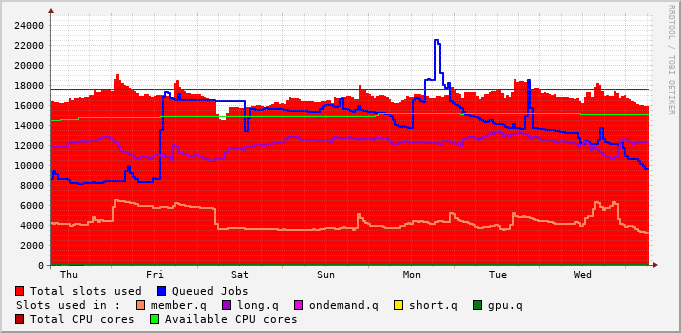 24000
22000
20000
18000
16000
14000
12000
10000
8000
6000
4000
2000
0
Thu Fri Sat Sun Mon Tue Wed
Total slots used Queued Jobs
Slots used in : member.q long.q ondemand.q short.q gpu.q
Total CPU cores Available CPU cores
RRDTOOL / TOBI OETIKER